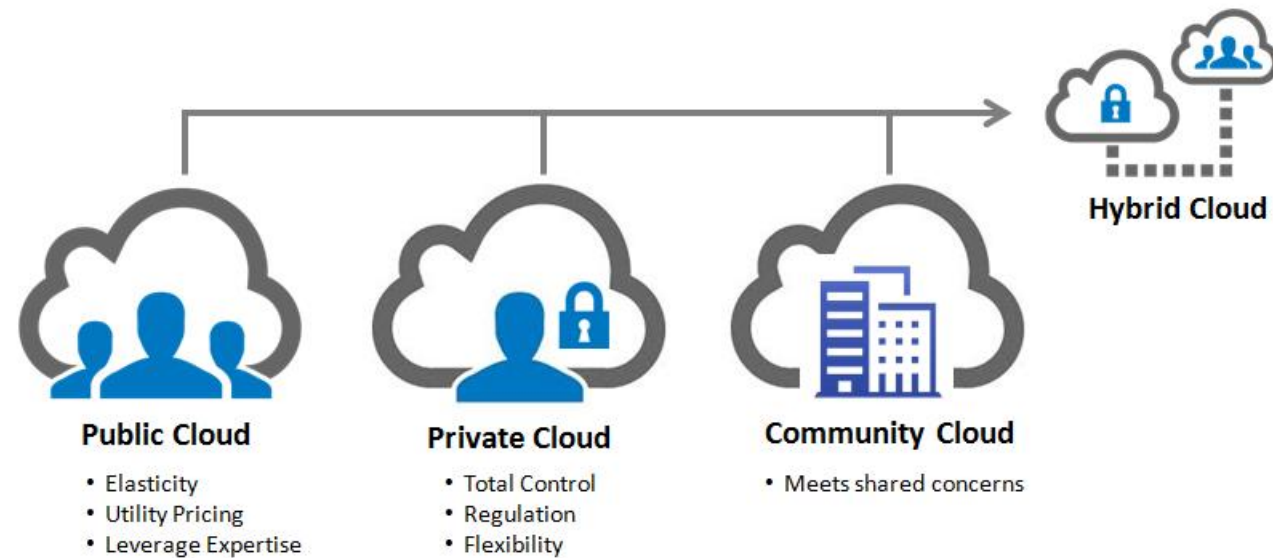 Hybrid Cloud
Public Cloud
• Elasticity
• Utility Pricing
• Leverage Expertise
Private Cloud
• Total Control
• Regulation
• Flexibility
Community Cloud
• Meets shared concerns